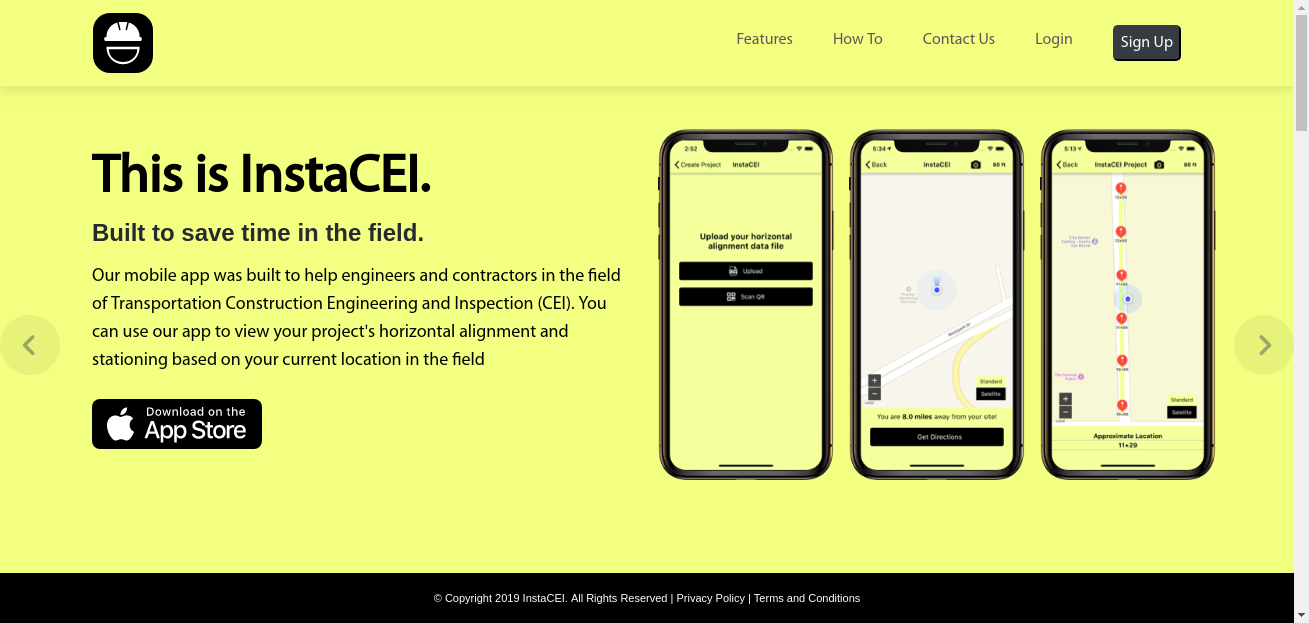 Features
How To
Contact Us
Login
Sign Up
This is InstaCEI.
Built to save time in the field.
Our mobile app was built to help engineers and contractors in the field
of Transportation Construction Engineering and Inspection (CEI). You
can use our app to view your project's horizontal alignment and
stationing based on your current location in the field
Download on the
App Store
2:52
Create Project InstaCEI
Upload your horizontal
alignment data file
Upload
Scan QR
5:34
Back InstaCEI 80 ft
Westpark Dr
Standard
Satellite
You are 8.0 miles away from your site!
Get Directions
5:13
Back InstaCEI Project 80 ft
Standard
Satellite
Approximate Location
11+29
© Copyright 2019 InstaCEI. All Rights Reserved | Privacy Policy | Terms and Conditions